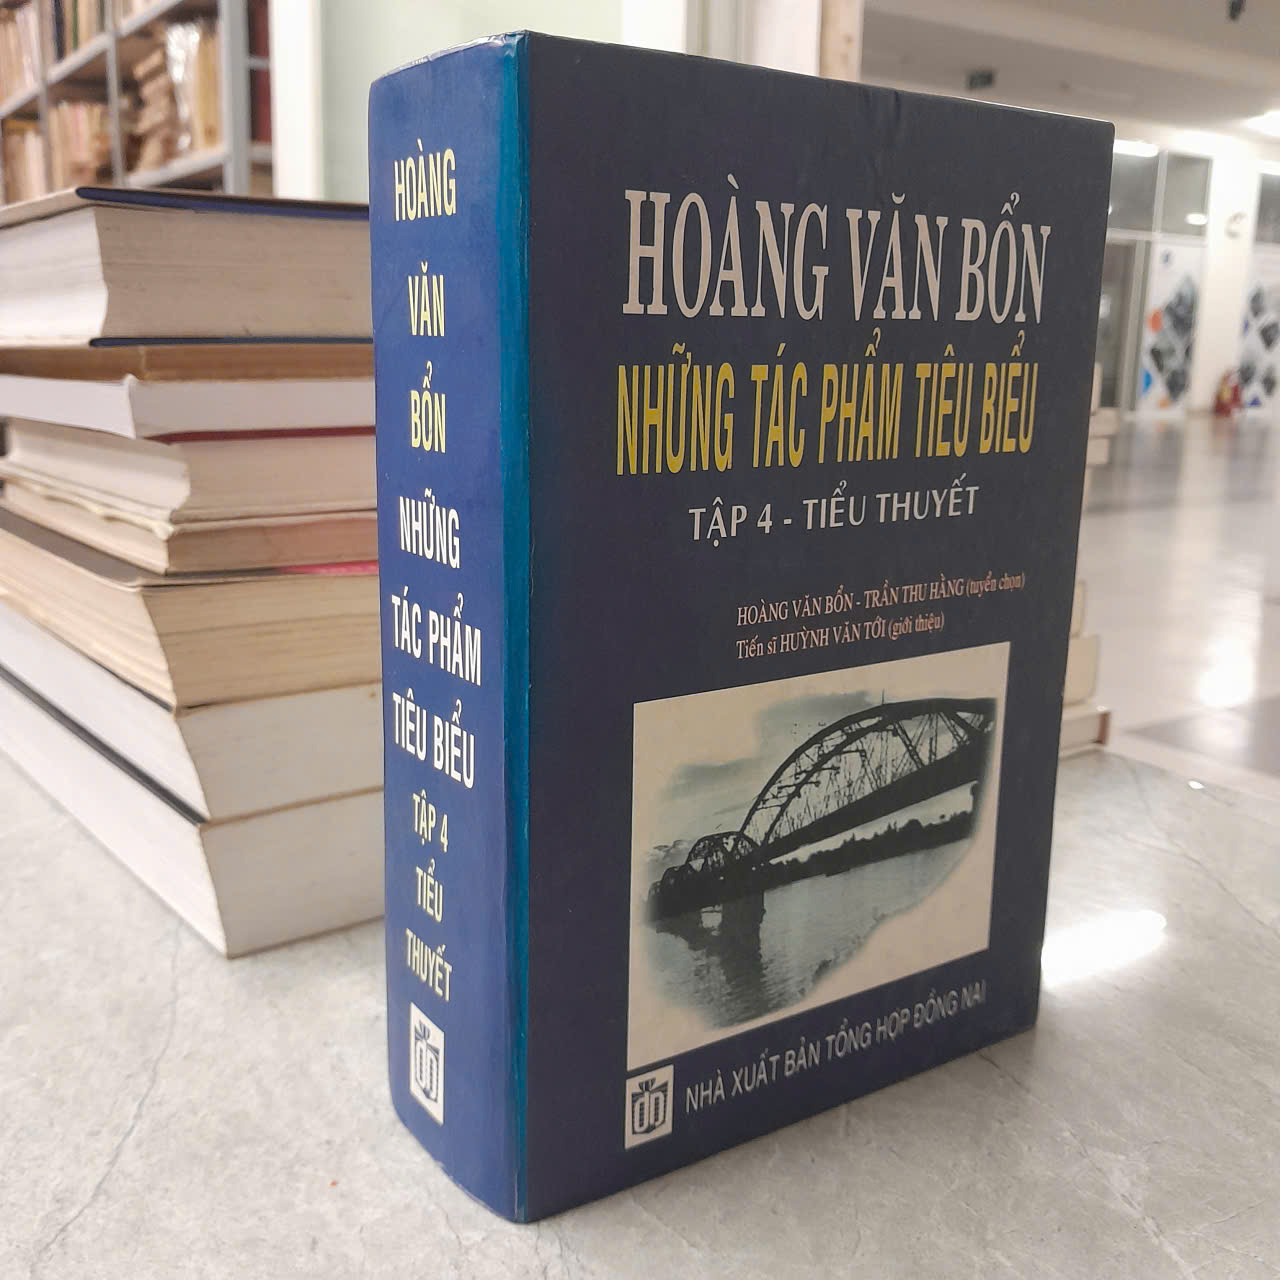 HOÀNG
VĂN
BỔN
NHỮNG
TÁC PHẨM
TIÊU BIỂU
TẬP 4
TIỂU
THUYẾT
HOÀNG VĂN BỔN
NHỮNG TÁC PHẨM TIÊU BIỂU
TẬP 4 - TIỂU THUYẾT
HOÀNG VĂN BỔN - TRẦN THU HẰNG (tuyển chọn)
Tiến sĩ HUỲNH VĂN TỚI (giới thiệu)
NHÀ XUẤT BẢN TỔNG HỢP ĐỒNG NAI